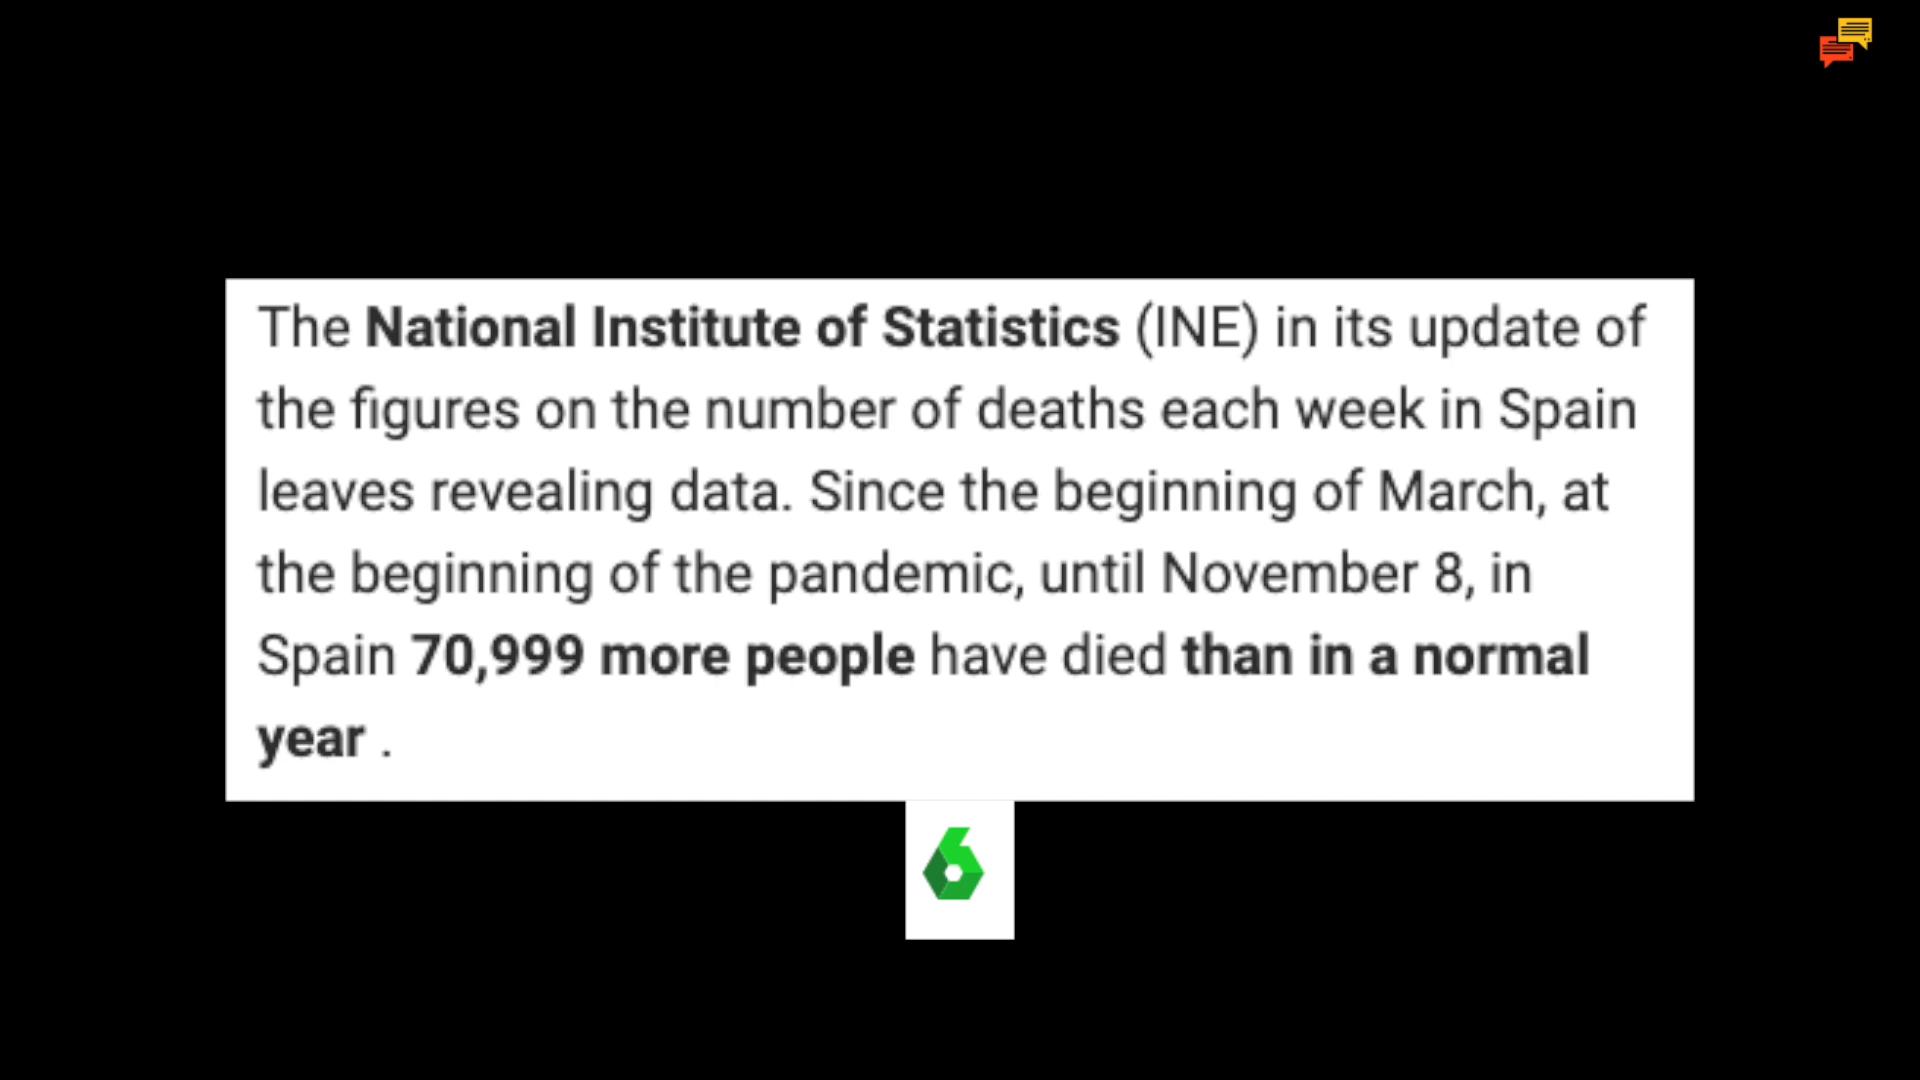 The National Institute of Statistics (INE) in its update of
the figures on the number of deaths each week in Spain
leaves revealing data. Since the beginning of March, at
the beginning of the pandemic, until November 8, in
Spain 70,999 more people have died than in a normal
year .